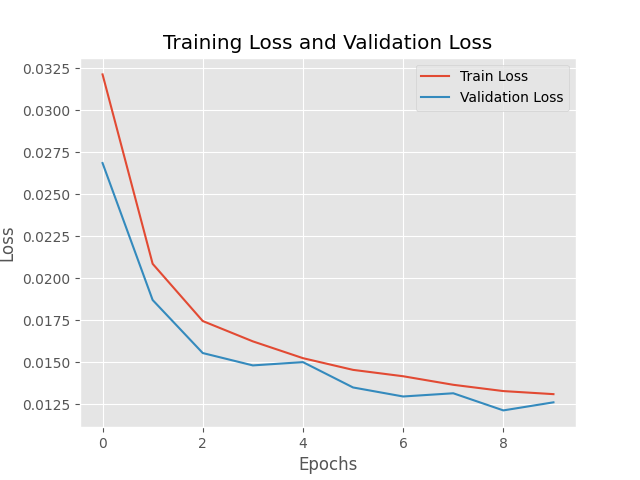 Training Loss and Validation Loss
Train Loss
Validation Loss
0.0325
0.0300
0.0275
0.0250
0.0225
0.0200
0.0175
0.0150
0.0125
Loss
0 2 4 6 8
Epochs